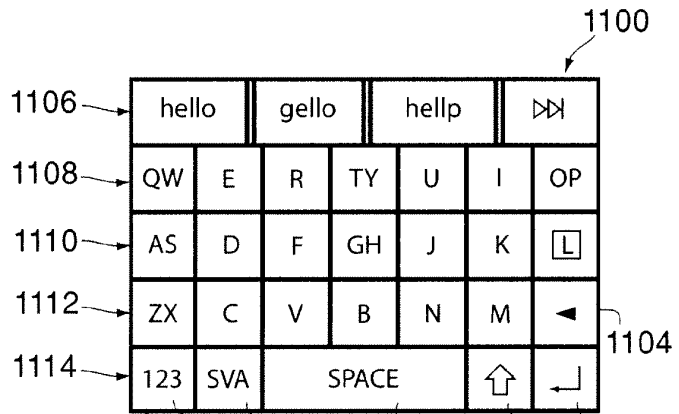 1100
1106 hello gello hellp
1108 QW E R TY U I OP
1110 AS D F GH J K L
1112 ZX C V B N M
1104
1114 123 SVA SPACE